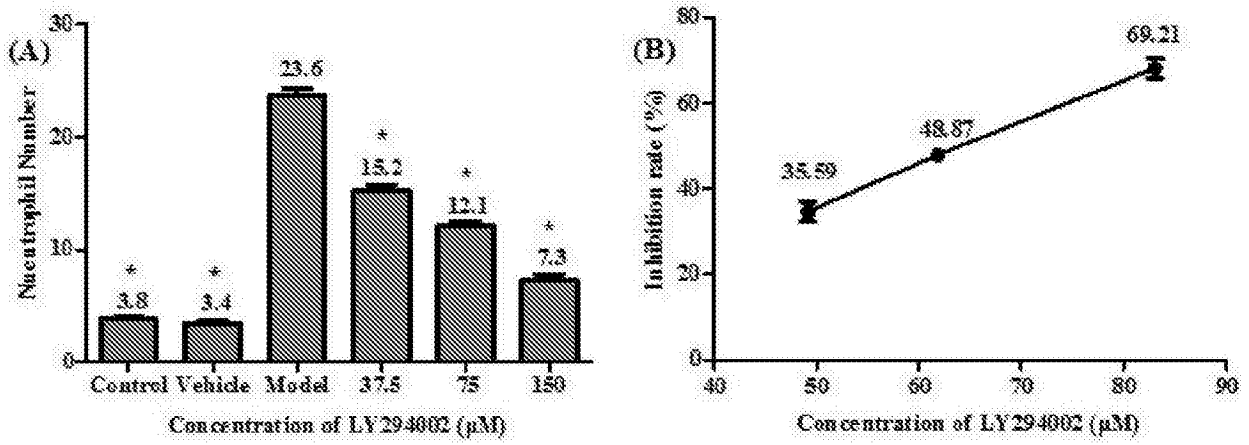 (A)
Nueutrophil Number
30
20
10
0
3.8
3.4
23.6
15.2
12.1
7.3
*
*
*
*
*
Control Vehicle Model 37.5 75 150
Concentration of LY294002 (μM)
(B)
Inhibition rate (%)
80
60
40
20
0
35.59
48.87
69.21
40 50 60 70 80 90
Concentration of LY294002 (μM)